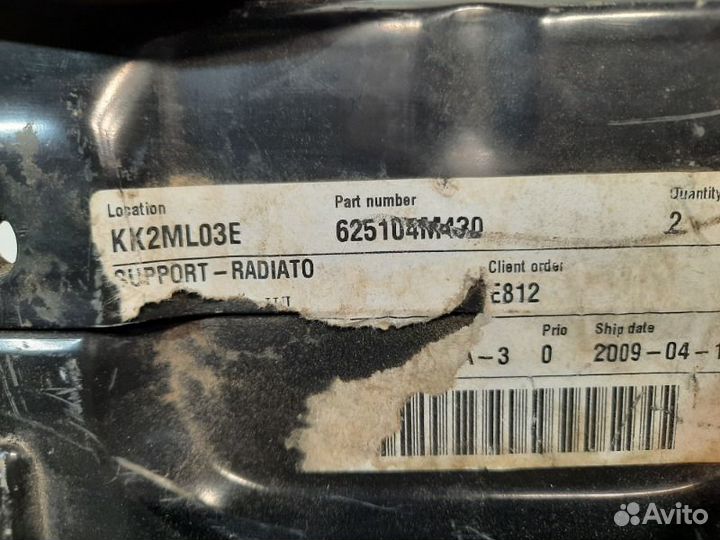 Location Part number Quantity
KK2ML03E 625104M430 2
SUPPORT-RADIATO Client order
E812
Prio Ship date
A-3 0 2009-04-1
Avito